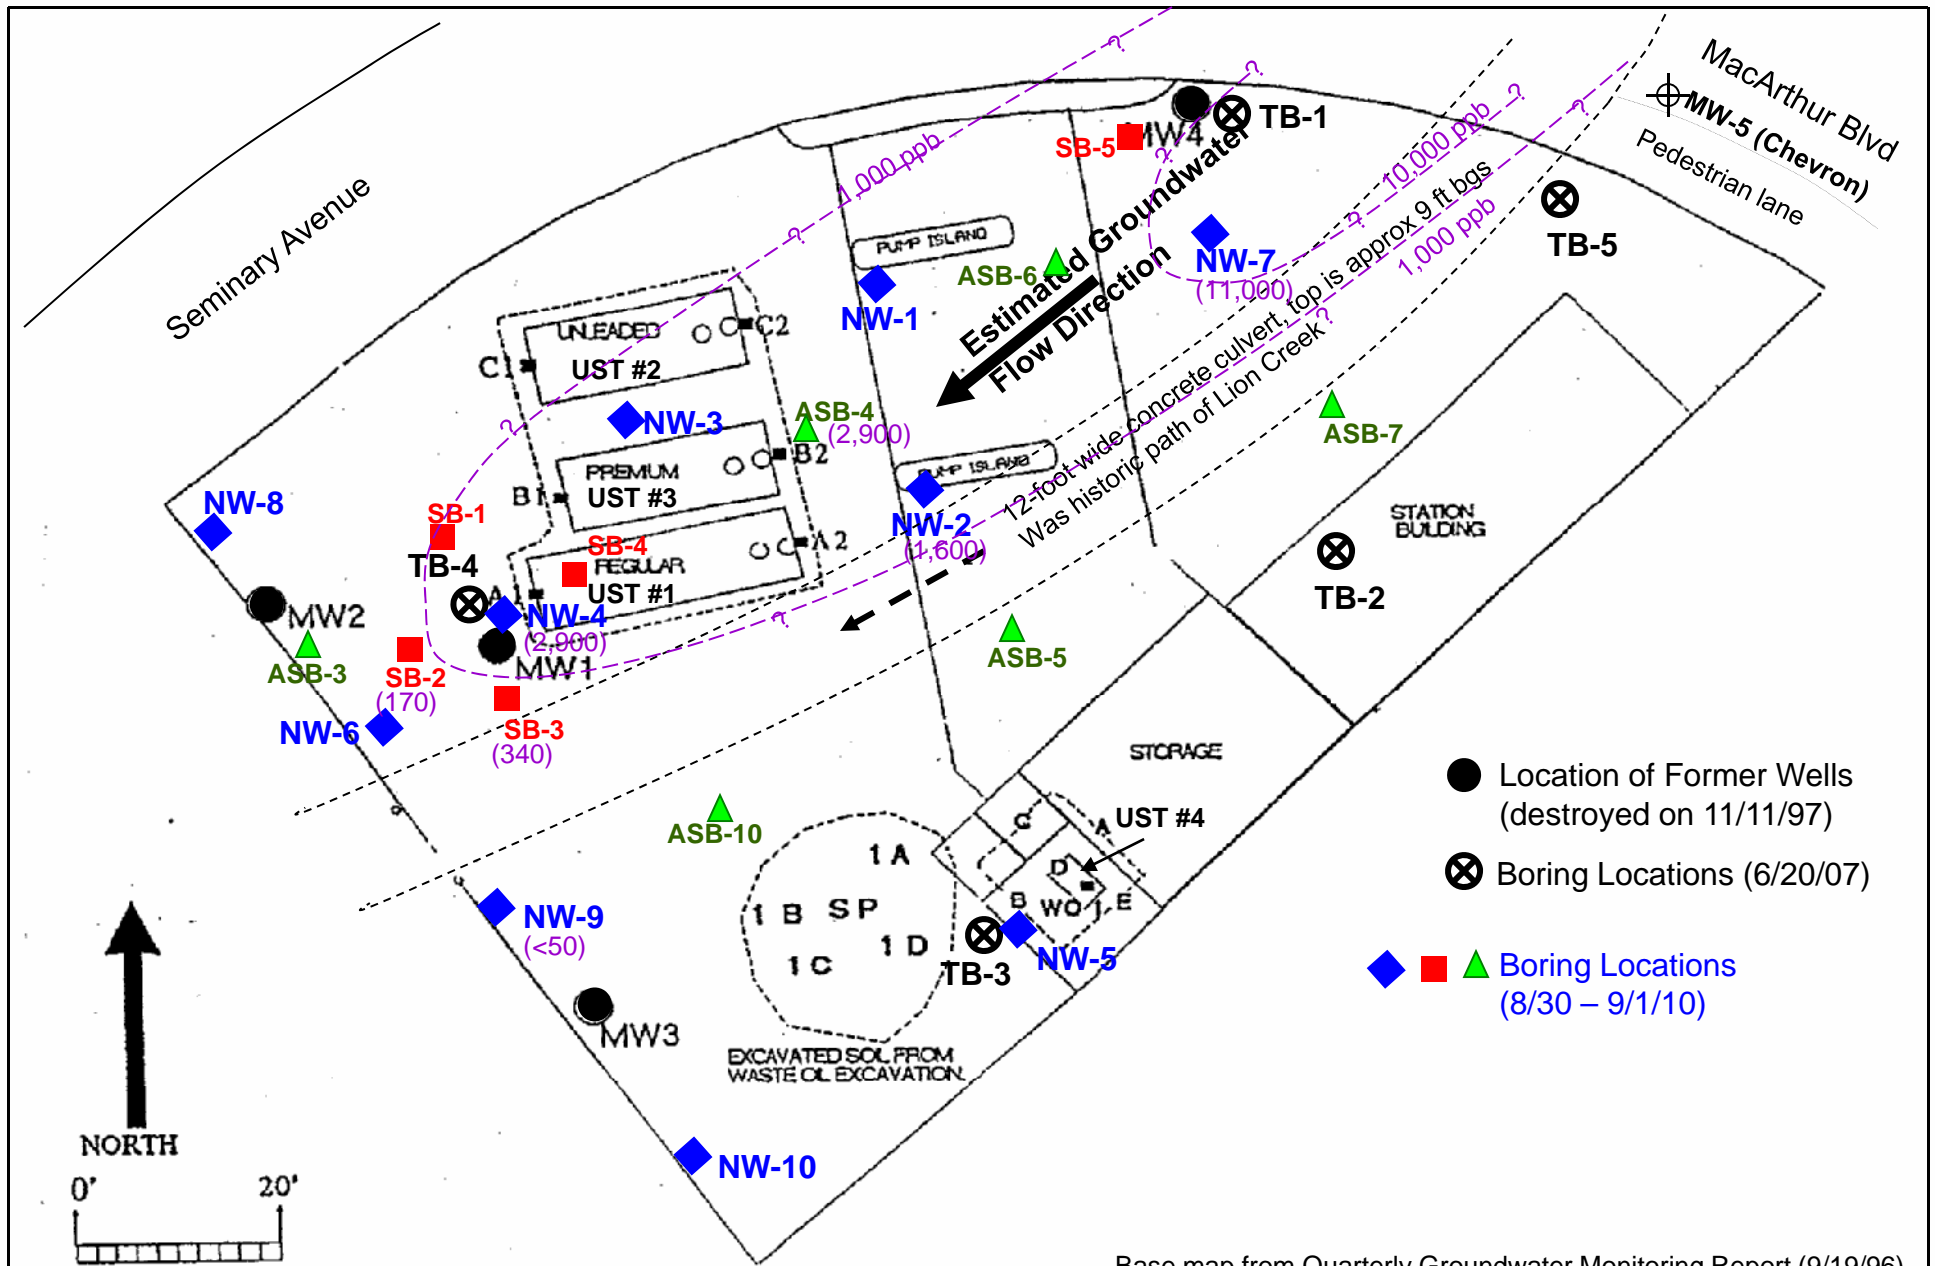 MacArthur Blvd
MW-5 (Chevron)
Pedestrian lane
Seminary Avenue
1,000 ppb
10,000 ppb
1,000 ppb
?
?
?
?
?
?
?
?
?
?
MW4
TB-1
SB-5
TB-5
PUMP ISLAND
ASB-6
NW-7
(11,000)
NW-1
Estimated Groundwater
Flow Direction
12-foot wide concrete culvert, top is approx 9 ft bgs
Was historic path of Lion Creek
UNLEADED
UST #2
C1
C2
NW-3
ASB-4
(2,900)
ASB-7
PREMIUM
UST #3
B1
B2
PUMP ISLAND
NW-2
(1,600)
NW-8
SB-1
TB-4
SB-4
REGULAR
UST #1
A1
A2
NW-4
(2,900)
MW1
MW2
ASB-3
SB-2
(170)
NW-6
SB-3
(340)
STATION
BUILDING
TB-2
ASB-5
STORAGE
UST #4
ASB-10
C
A
D
B
WO
E
1 A
1 B
S P
1 D
1 C
TB-3
NW-5
NW-9
(<50)
MW3
EXCAVATED SOL FROM
WASTE OL EXCAVATION.
NW-10
NORTH
0'
20'
Location of Former Wells
(destroyed on 11/11/97)
Boring Locations (6/20/07)
Boring Locations
(8/30 – 9/1/10)
Base map from Quarterly Groundwater Monitoring Report (9/19/96)